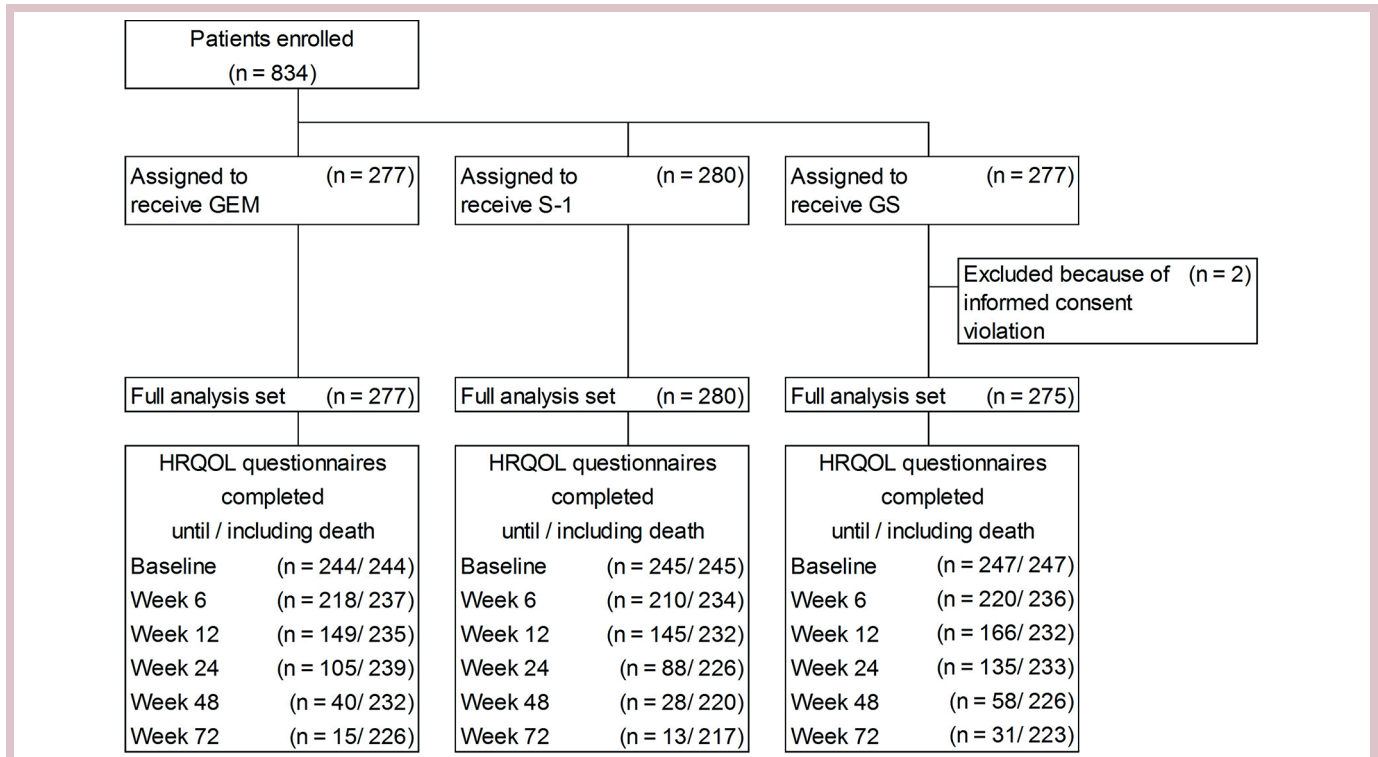 Patients enrolled
(n = 834)
Assigned to (n = 277)
receive GEM
Assigned to (n = 280)
receive S-1
Assigned to (n = 277)
receive GS
Excluded because of (n = 2)
informed consent
violation
Full analysis set (n = 277)
Full analysis set (n = 280)
Full analysis set (n = 275)
HRQOL questionnaires
completed
until / including death
Baseline (n = 244/ 244)
Week 6 (n = 218/ 237)
Week 12 (n = 149/ 235)
Week 24 (n = 105/ 239)
Week 48 (n = 40/ 232)
Week 72 (n = 15/ 226)
HRQOL questionnaires
completed
until / including death
Baseline (n = 245/ 245)
Week 6 (n = 210/ 234)
Week 12 (n = 145/ 232)
Week 24 (n = 88/ 226)
Week 48 (n = 28/ 220)
Week 72 (n = 13/ 217)
HRQOL questionnaires
completed
until / including death
Baseline (n = 247/ 247)
Week 6 (n = 220/ 236)
Week 12 (n = 166/ 232)
Week 24 (n = 135/ 233)
Week 48 (n = 58/ 226)
Week 72 (n = 31/ 223)